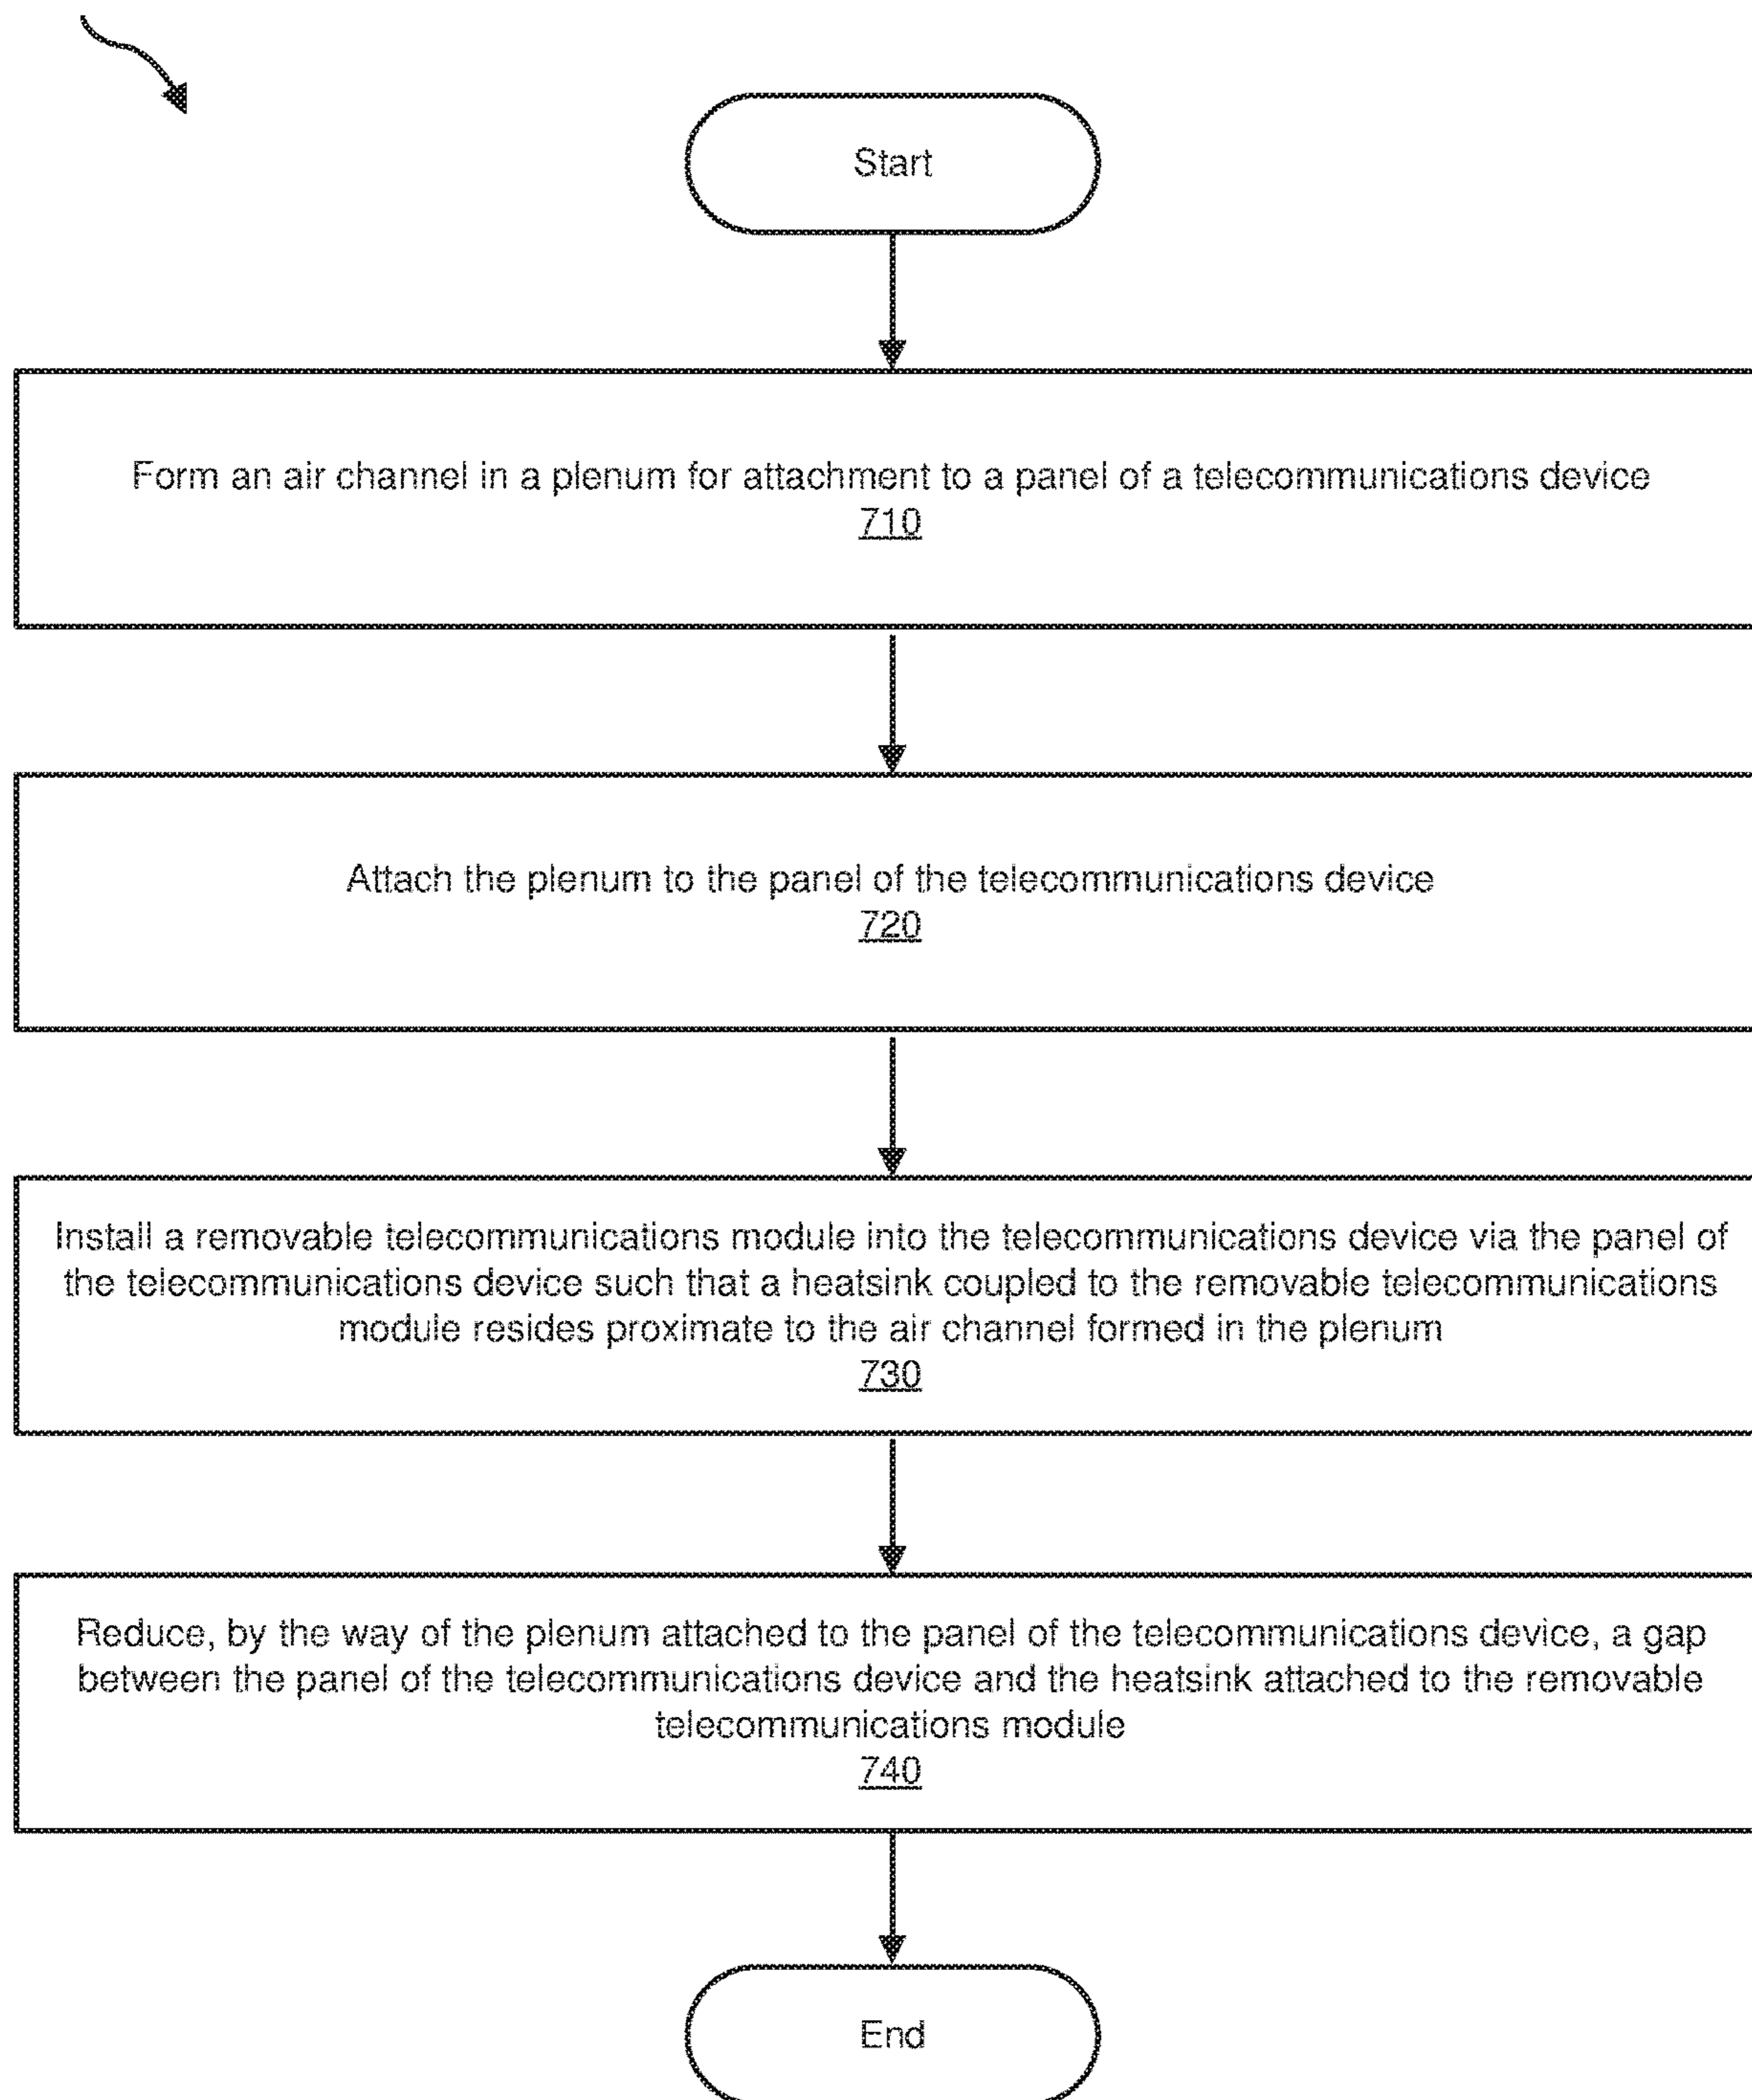 Start
Form an air channel in a plenum for attachment to a panel of a telecommunications device
710
Attach the plenum to the panel of the telecommunications device
720
Install a removable telecommunications module into the telecommunications device via the panel of
the telecommunications device such that a heatsink coupled to the removable telecommunications
module resides proximate to the air channel formed in the plenum
730
Reduce, by the way of the plenum attached to the panel of the telecommunications device, a gap
between the panel of the telecommunications device and the heatsink attached to the removable
telecommunications module
740
End